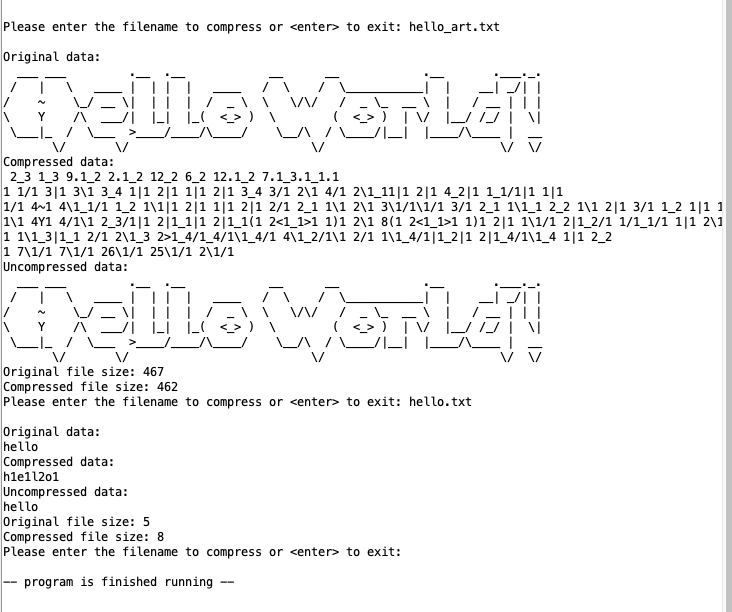 Please enter the filename to compress or <enter> to exit: hello_art.txt
Original data:
Hello World!
Compressed data:
 2_3 1_3 9.1_2 2.1_2 12_2 6_2 12.1_2 7.1_3.1_1.1
1 1/1 3|1 3\1 3_4 1|1 2|1 1|1 2|1 3_4 3/1 2\1 4/1 2\1_11|1 2|1 4_2|1 1_1/1|1 1|1
1/1 4~1 4\1_1/1 1_2 1\1|1 2|1 1|1 2|1 2/1 2_1 1\1 2\1 3\1/1\1/1 3/1 2_1 1\1_1 2_2 1\1 2|1 3/1 1_2 1|1 1
1\1 4Y1 4/1\1 2_3/1|1 2|1_1|1 2|1_1(1 2<1_1>1 1)1 2\1 8(1 2<1_1>1 1)1 2|1 1\1/1 2|1_2/1 1/1_1/1 1|1 2\1
1 1\1_3|1_1 2/1 2\1_3 2>1_4/1_4/1\1_4/1 4\1_2/1\1 2/1 1\1_4/1|1_2|1 2|1_4/1\1_4 1|1 2_2
1 7\1/1 7\1/1 26\1/1 25\1/1 2\1/1
Uncompressed data:
Hello World!
Original file size: 467
Compressed file size: 462
Please enter the filename to compress or <enter> to exit: hello.txt
Original data:
hello
Compressed data:
h1e1l2o1
Uncompressed data:
hello
Original file size: 5
Compressed file size: 8
Please enter the filename to compress or <enter> to exit:
-- program is finished running --